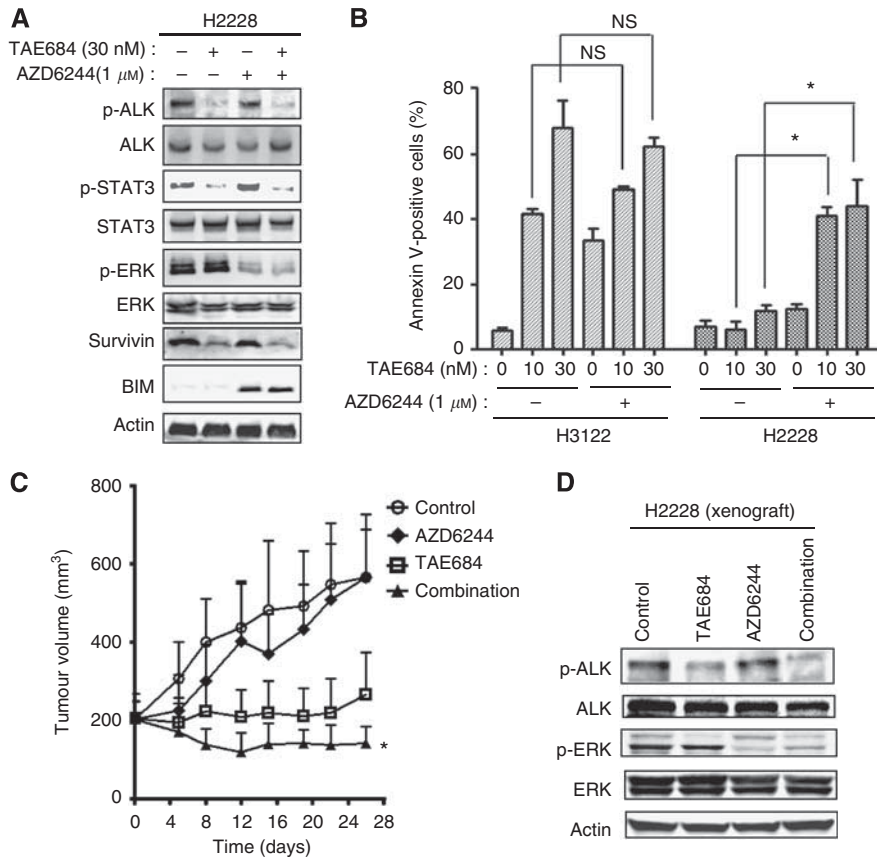 A
H2228
TAE684 (30 nM) : – + – +
AZD6244(1 μM) : – – + +
p-ALK
ALK
p-STAT3
STAT3
p-ERK
ERK
Survivin
BIM
Actin
B
NS
NS
*
*
80
60
40
20
0
Annexin V-positive cells (%)
TAE684 (nM) : 0 10 30 0 10 30 0 10 30 0 10 30
AZD6244 (1 μM) : – + – +
H3122 H2228
C
800
600
400
200
0
Tumour volume (mm³)
0 4 8 12 16 20 24 28
Time (days)
Control
AZD6244
TAE684
Combination
*
D
H2228 (xenograft)
Control
TAE684
AZD6244
Combination
p-ALK
ALK
p-ERK
ERK
Actin